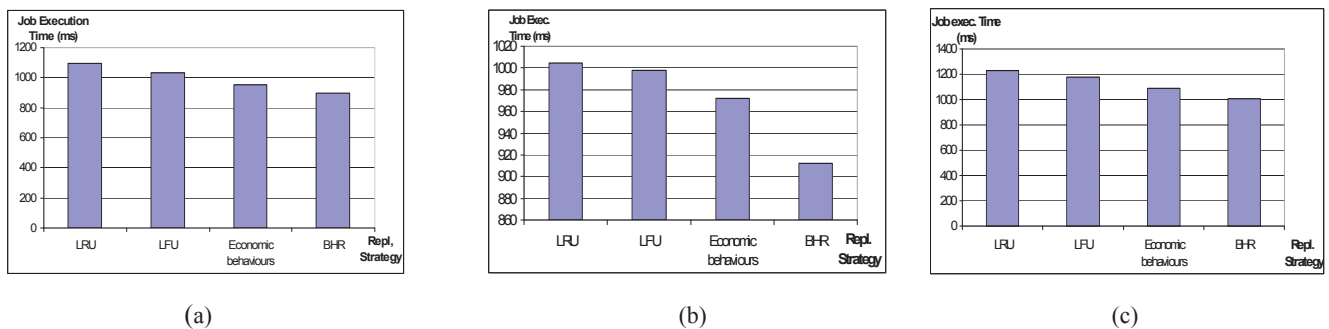 Job Execution
Time (ms)
1200
1000
800
600
400
200
0
LRU
LFU
Economic
behaviours
BHR
Repl,
Strategy
(a)
Job Exec.
Time (ms)
1020
1000
980
960
940
920
900
880
860
LRU
LFU
Economic
behaviours
BHR
Repl.
Strategy
(b)
Job exec. Time
(ms)
1400
1200
1000
800
600
400
200
0
LRU
LFU
Economic
behaviours
BHR
Repl.
Strategy
(c)